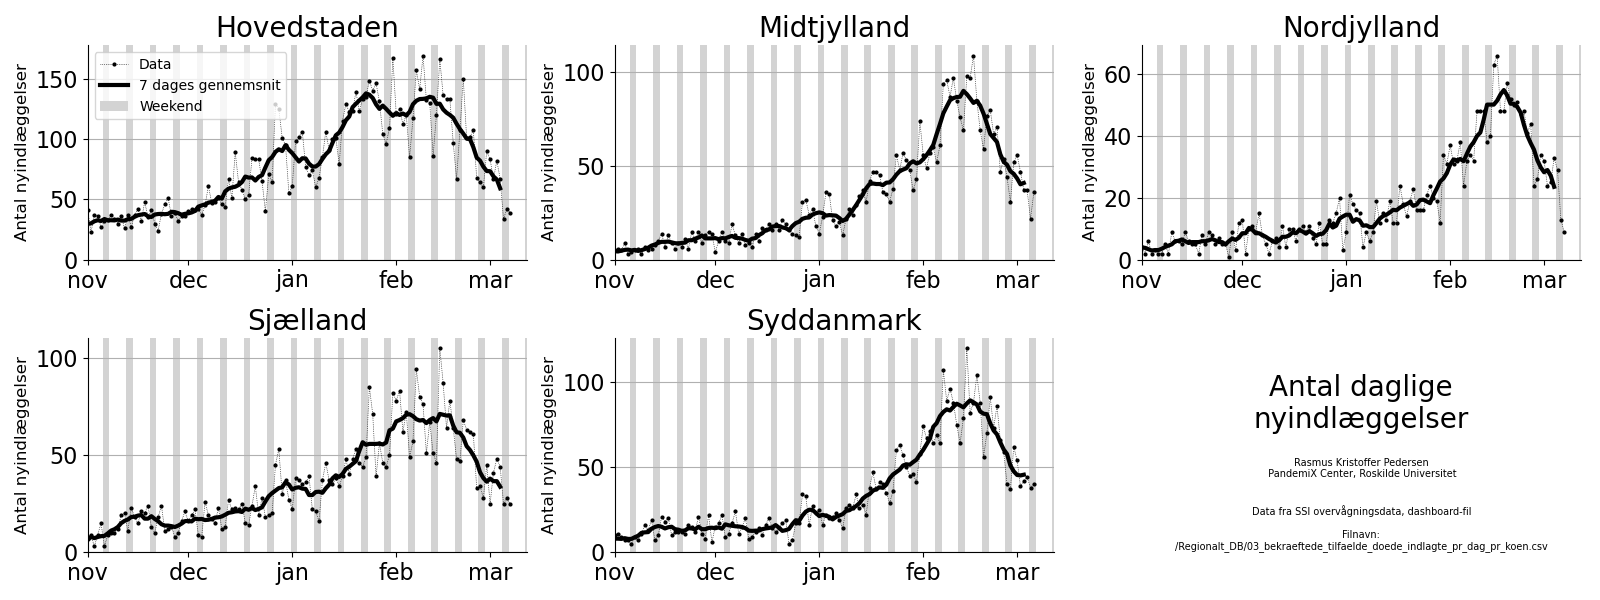 Hovedstaden
Antal nyindlæggelser
150
100
50
0
Data
7 dages gennemsnit
Weekend
nov
dec
jan
feb
mar
Midtjylland
Antal nyindlæggelser
100
50
0
nov
dec
jan
feb
mar
Nordjylland
Antal nyindlæggelser
60
40
20
0
nov
dec
jan
feb
mar
Sjælland
Antal nyindlæggelser
100
50
0
nov
dec
jan
feb
mar
Syddanmark
Antal nyindlæggelser
100
50
0
nov
dec
jan
feb
mar
Antal daglige
nyindlæggelser
Rasmus Kristoffer Pedersen
PandemiX Center, Roskilde Universitet
Data fra SSI overvågningsdata, dashboard-fil
Filnavn:
/Regionalt_DB/03_bekraeftede_tilfaelde_doede_indlagte_pr_dag_pr_koen.csv